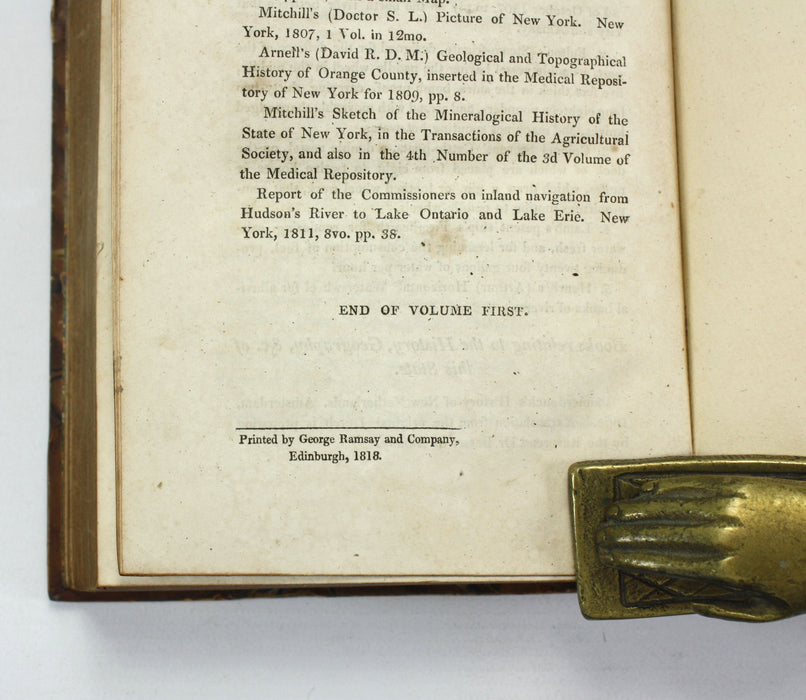 Mitchill's (Doctor S. L.) Picture of New York. New
York, 1807, 1 Vol. in 12mo.
Arnell's (David R. D. M.) Geological and Topographical
History of Orange County, inserted in the Medical Reposi-
tory of New York for 1809, pp. 8.
Mitchill's Sketch of the Mineralogical History of the
State of New York, in the Transactions of the Agricultural
Society, and also in the 4th Number of the 3d Volume of
the Medical Repository.
Report of the Commissioners on inland navigation from
Hudson's River to Lake Ontario and Lake Erie. New
York, 1811, 8vo. pp. 38.
END OF VOLUME FIRST.
Printed by George Ramsay and Company,
Edinburgh, 1818.